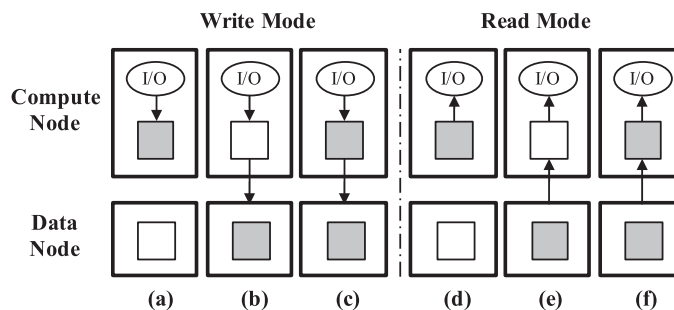 Write Mode Read Mode
I/O I/O I/O I/O I/O I/O
Compute
Node
Data
Node
(a) (b) (c) (d) (e) (f)